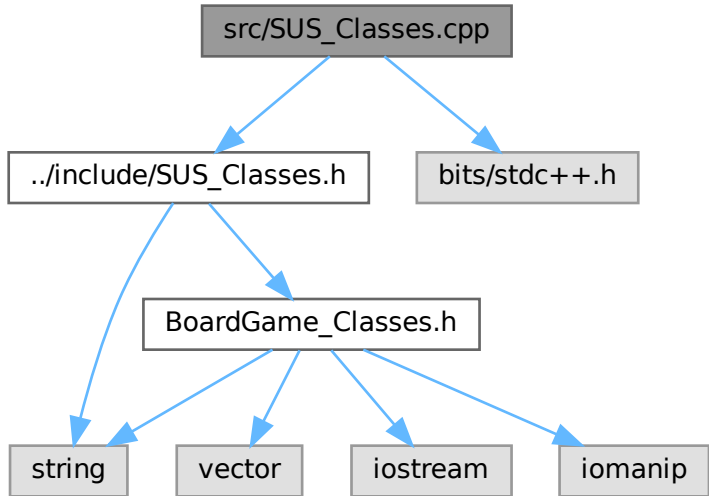 src/SUS_Classes.cpp
../include/SUS_Classes.h
bits/stdc++.h
BoardGame_Classes.h
string
vector
iostream
iomanip